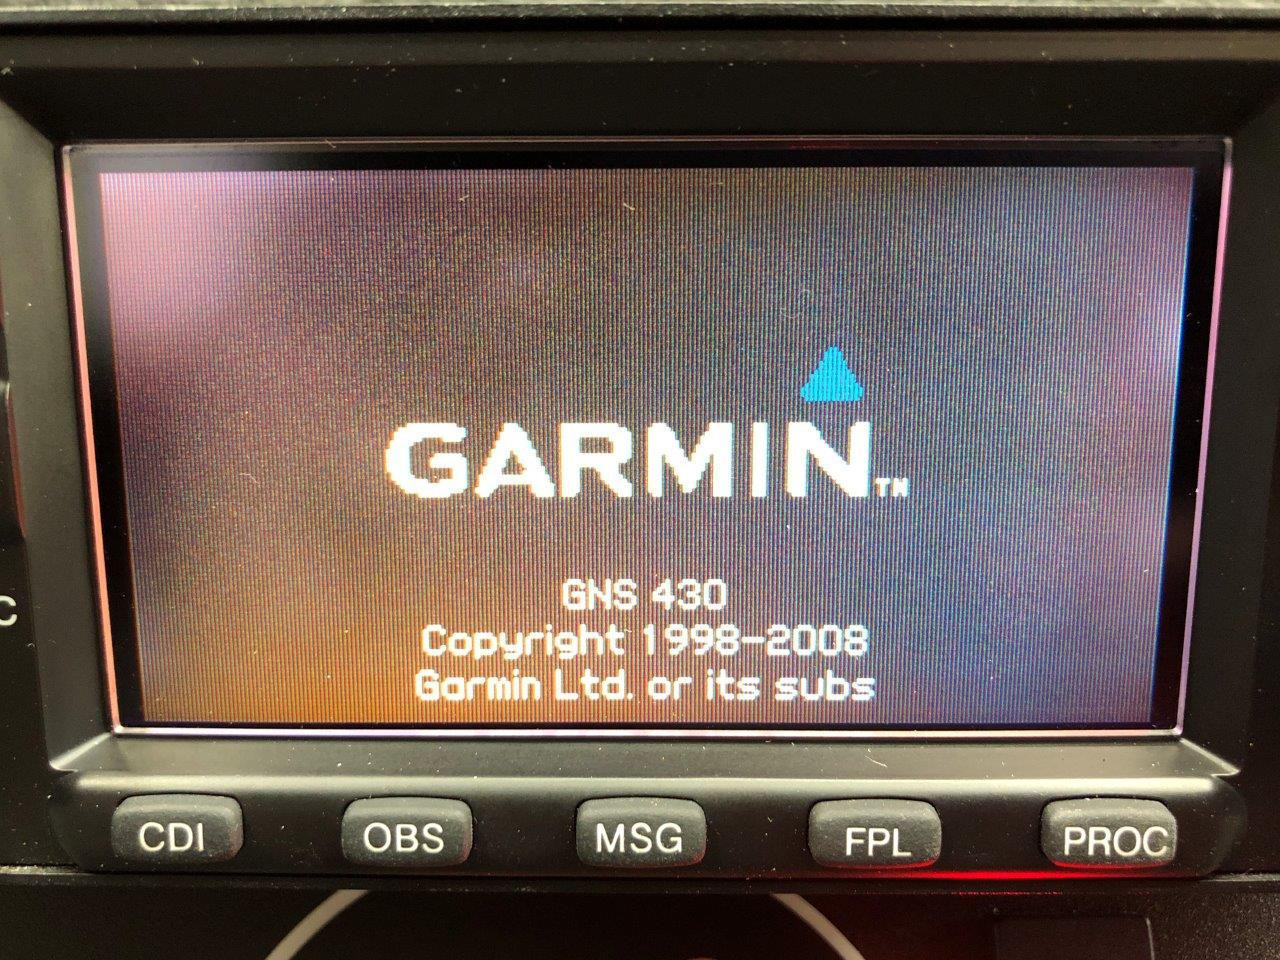 GARMIN™
GNS 430
Copyright 1998-2008
Garmin Ltd. or its subs
C
CDI OBS MSG FPL PROC